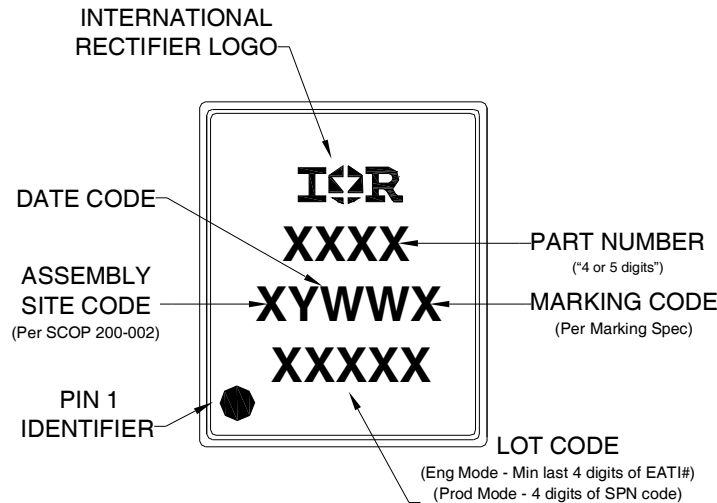 INTERNATIONAL
RECTIFIER LOGO
IOR
DATE CODE
XXXX
PART NUMBER
("4 or 5 digits")
ASSEMBLY
SITE CODE
(Per SCOP 200-002)
XYWWX
MARKING CODE
(Per Marking Spec)
XXXXX
PIN 1
IDENTIFIER
LOT CODE
(Eng Mode - Min last 4 digits of EATI#)
(Prod Mode - 4 digits of SPN code)